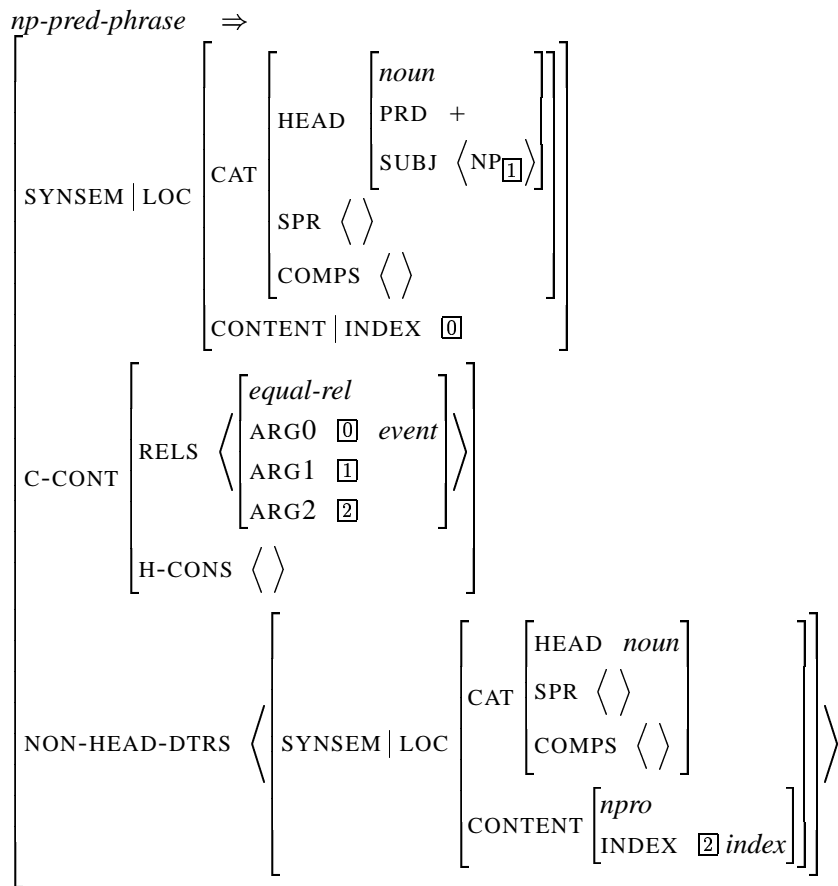 np-pred-phrase ⇒
noun
HEAD PRD +
SUBJ ⟨NP[1]⟩
CAT
SYNSEM | LOC
SPR ⟨ ⟩
COMPS ⟨ ⟩
CONTENT | INDEX [0]
equal-rel
ARG0 [0] event
RELS
ARG1 [1]
C-CONT
ARG2 [2]
H-CONS ⟨ ⟩
HEAD noun
CAT SPR ⟨ ⟩
COMPS ⟨ ⟩
NON-HEAD-DTRS SYNSEM | LOC
npro
CONTENT
INDEX [2] index